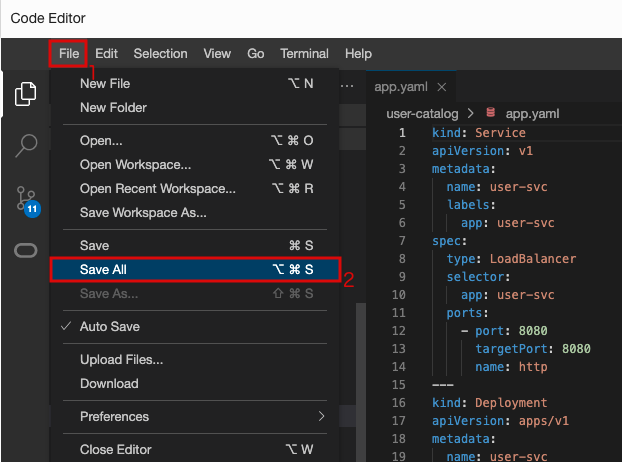 Code Editor
File Edit Selection View Go Terminal Help
1
New File ⌥ N
New Folder
Open... ⌥ ⌘ O
Open Workspace... ⌥ ⌘ W
Open Recent Workspace... ⌥ ⌘ R
Save Workspace As...
Save ⌘ S
Save All ⌥ ⌘ S
2
Save As... ⇧ ⌘ S
Auto Save
Upload Files...
Download
Preferences
Close Editor ⌥ W
11
app.yaml
user-catalog > app.yaml
1 kind: Service
2 apiVersion: v1
3 metadata:
4 name: user-svc
5 labels:
6 app: user-svc
7 spec:
8 type: LoadBalancer
9 selector:
10 app: user-svc
11 ports:
12 - port: 8080
13 targetPort: 8080
14 name: http
15 ---
16 kind: Deployment
17 apiVersion: apps/v1
18 metadata:
19 name: user-svc